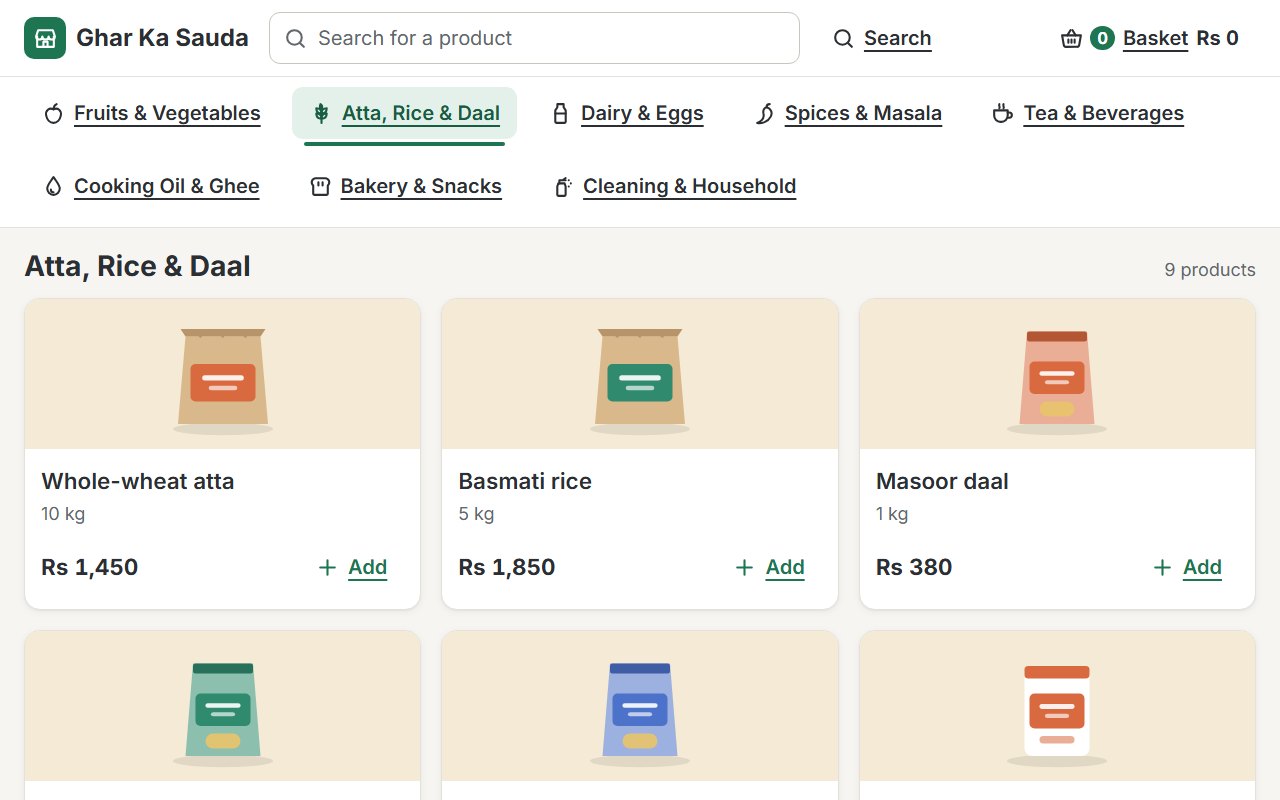 Ghar Ka Sauda
Search for a product
Search
0 Basket Rs 0
Fruits & Vegetables
Atta, Rice & Daal
Dairy & Eggs
Spices & Masala
Tea & Beverages
Cooking Oil & Ghee
Bakery & Snacks
Cleaning & Household
Atta, Rice & Daal
9 products
Whole-wheat atta
10 kg
Rs 1,450
Add
Basmati rice
5 kg
Rs 1,850
Add
Masoor daal
1 kg
Rs 380
Add